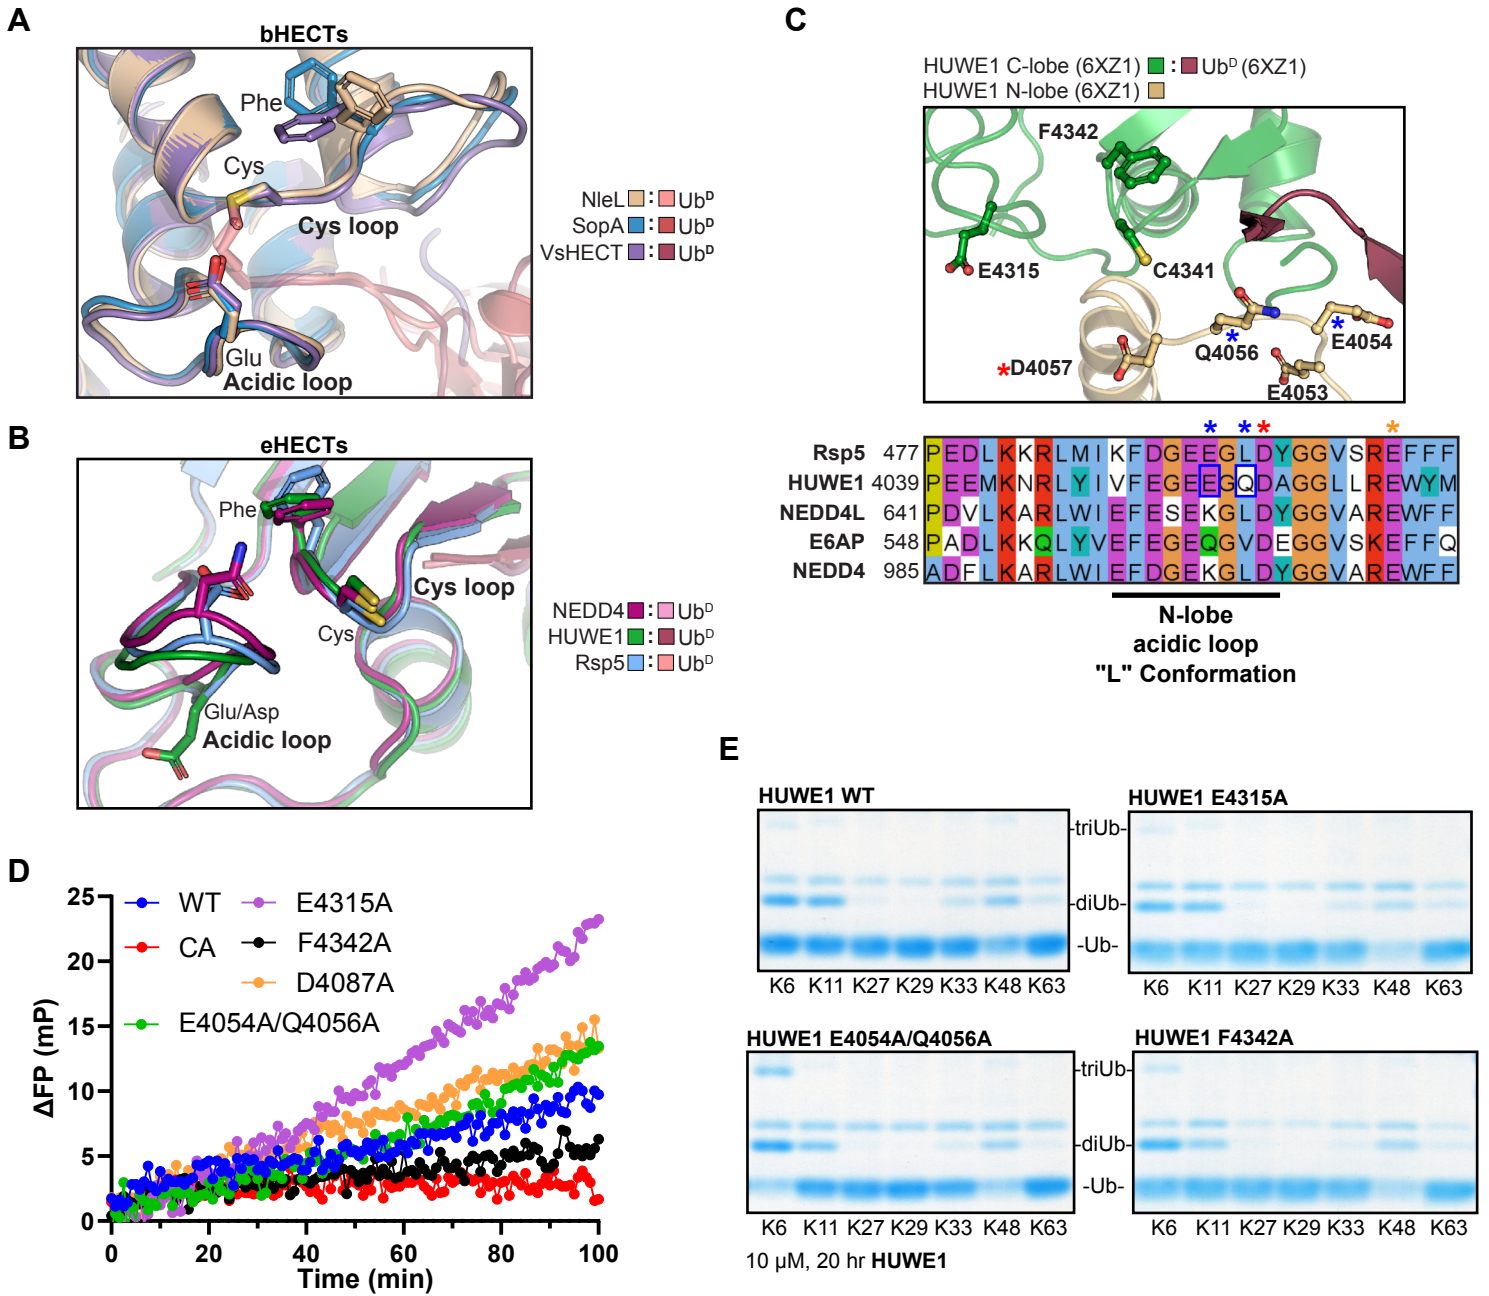 A
bHECTs
Phe
Cys
Cys loop
Glu
Acidic loop
NleL : Ubᴰ
SopA : Ubᴰ
VsHECT : Ubᴰ
B
eHECTs
Phe
Cys loop
Cys
Glu/Asp
Acidic loop
NEDD4 : Ubᴰ
HUWE1 : Ubᴰ
Rsp5 : Ubᴰ
C
HUWE1 C-lobe (6XZ1) : Ubᴰ (6XZ1)
HUWE1 N-lobe (6XZ1)
F4342
E4315
C4341
Q4056
*
*
E4054
*D4057
E4053
* * * *
Rsp5 477 PEDLKKRLMIKFDGEEGLDYGGVSREFFF
HUWE1 4039 PEEMKNRLYIVFEGEEGQDAGGLLREWYM
NEDD4L 641 PDVLKARLWIEFESEKGLDYGGVAREWFF
E6AP 548 PADLKKQLYVEFEGEQGVDEGGVSKEFFQ
NEDD4 985 ADFLKARLWIEFDGEKGLDYGGVAREWFF
N-lobe
acidic loop
"L" Conformation
D
25
20
15
10
5
0
ΔFP (mP)
WT
E4315A
CA
F4342A
D4087A
E4054A/Q4056A
0 20 40 60 80 100
Time (min)
E
HUWE1 WT
HUWE1 E4315A
-triUb-
-diUb-
-Ub-
K6 K11 K27 K29 K33 K48 K63
K6 K11 K27 K29 K33 K48 K63
HUWE1 E4054A/Q4056A
HUWE1 F4342A
-triUb-
-diUb-
-Ub-
K6 K11 K27 K29 K33 K48 K63
K6 K11 K27 K29 K33 K48 K63
10 µM, 20 hr HUWE1